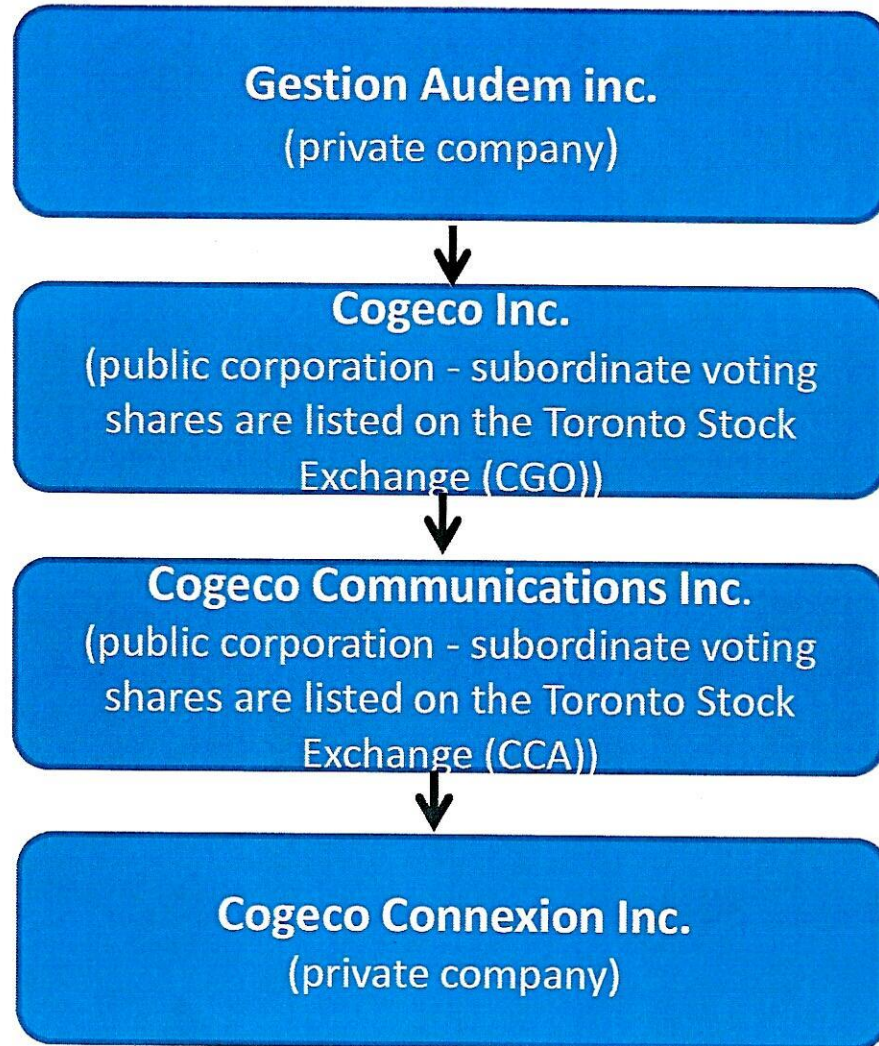 Gestion Audem inc.
(private company)
Cogeco Inc.
(public corporation - subordinate voting
shares are listed on the Toronto Stock
Exchange (CGO))
Cogeco Communications Inc.
(public corporation - subordinate voting
shares are listed on the Toronto Stock
Exchange (CCA))
Cogeco Connexion Inc.
(private company)